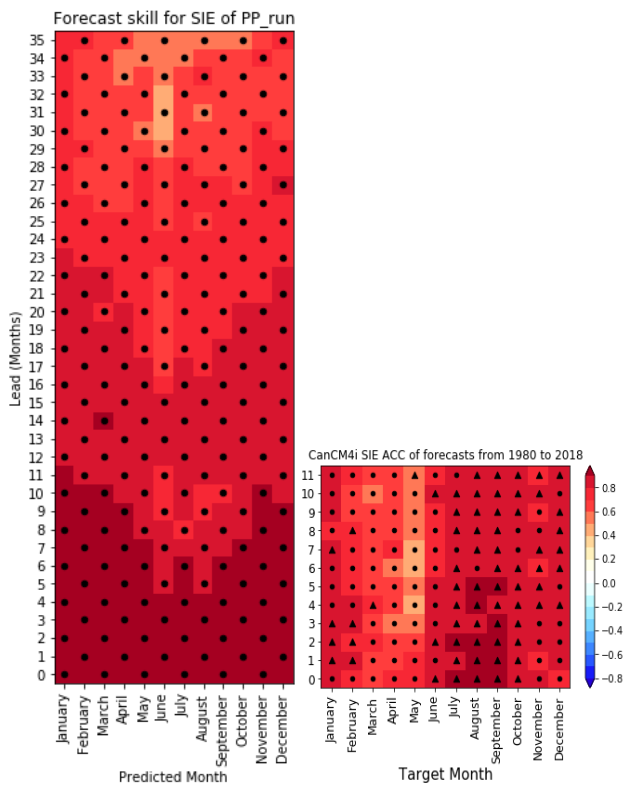 Forecast skill for SIE of PP_run
35
34
33
32
31
30
29
28
27
26
25
24
23
22
21
20
19
18
17
16
15
14
13
12
11
10
9
8
7
6
5
4
3
2
1
0
Lead (Months)
January
February
March
April
May
June
July
August
September
October
November
December
Predicted Month
CanCM4i SIE ACC of forecasts from 1980 to 2018
11
10
9
8
7
6
5
4
3
2
1
0
January
February
March
April
May
June
July
August
September
October
November
December
Target Month
0.8
0.6
0.4
0.2
0.0
−0.2
−0.4
−0.6
−0.8